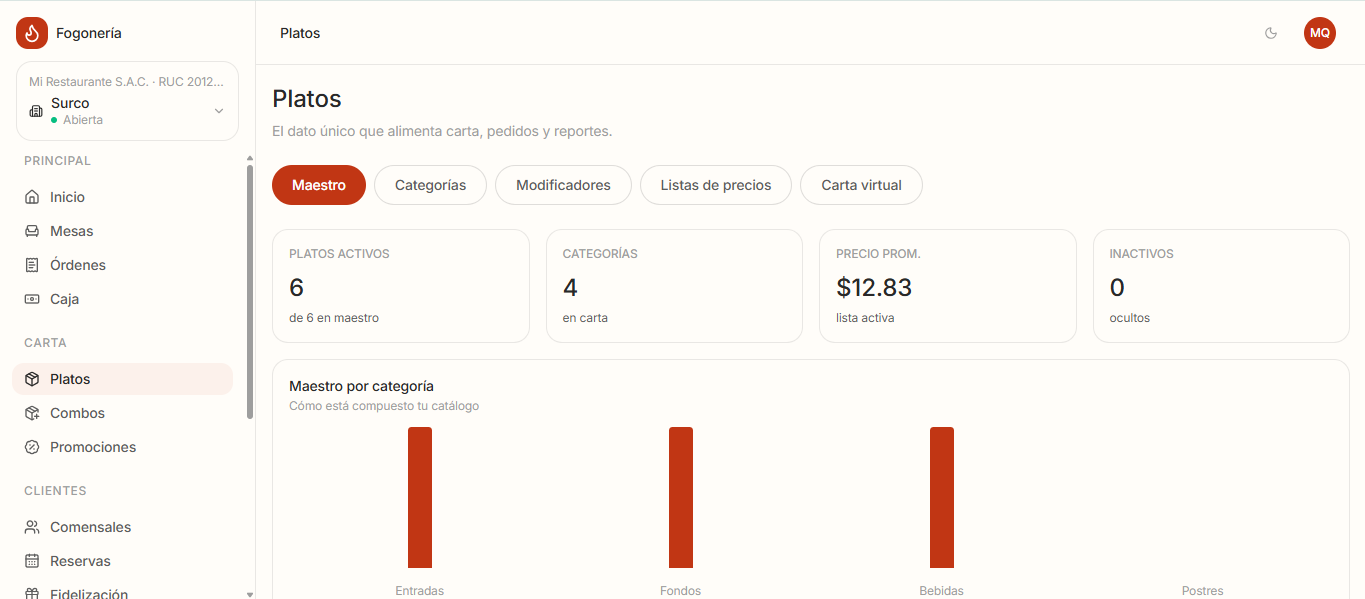 Fogonería
Platos
MQ
Mi Restaurante S.A.C. · RUC 2012...
Surco
Abierta
PRINCIPAL
Inicio
Mesas
Órdenes
Caja
CARTA
Platos
Combos
Promociones
CLIENTES
Comensales
Reservas
Fidelización
Platos
El dato único que alimenta carta, pedidos y reportes.
Maestro
Categorías
Modificadores
Listas de precios
Carta virtual
PLATOS ACTIVOS
6
de 6 en maestro
CATEGORÍAS
4
en carta
PRECIO PROM.
$12.83
lista activa
INACTIVOS
0
ocultos
Maestro por categoría
Cómo está compuesto tu catálogo
Entradas
Fondos
Bebidas
Postres